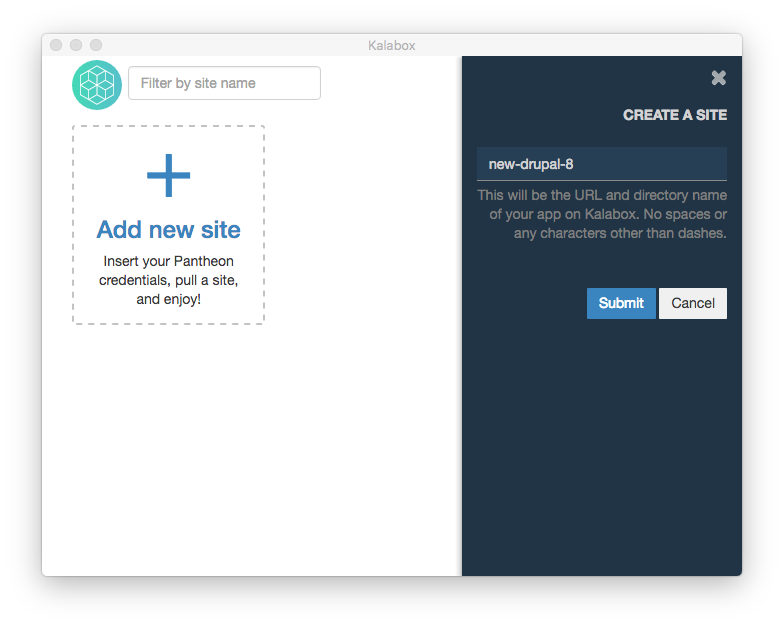 Kalabox
Filter by site name
Add new site
Insert your Pantheon
credentials, pull a site,
and enjoy!
CREATE A SITE
new-drupal-8
This will be the URL and directory name
of your app on Kalabox. No spaces or
any characters other than dashes.
Submit Cancel